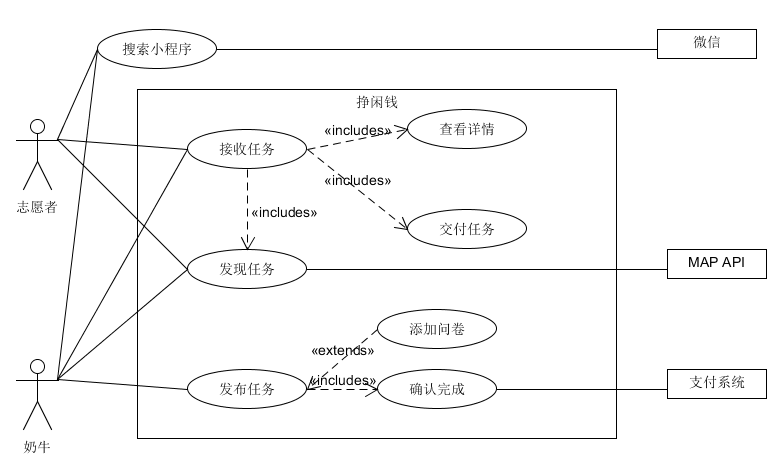 搜索小程序
微信
挣闲钱
«includes»
查看详情
接收任务
«includes»
志愿者
«includes»
交付任务
发现任务
MAP API
添加问卷
«extends»
«includes»
发布任务
确认完成
支付系统
奶牛